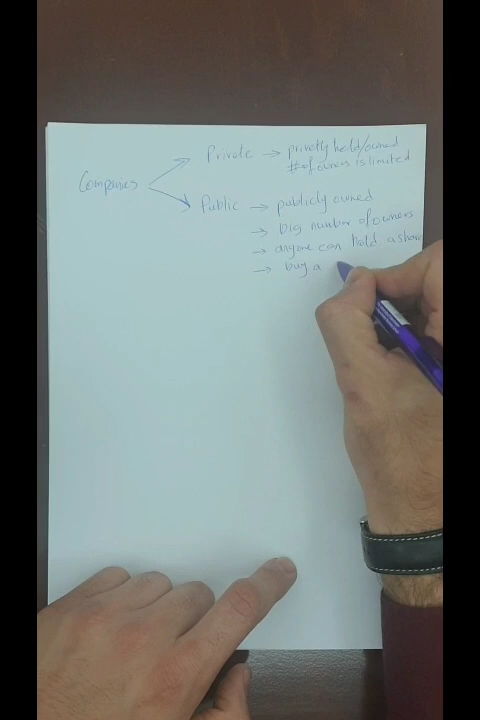 Private → privetly held/owned
# of owners is limited
Companies
Public → publicly owned
→ big number of owners
→ anyone can hold a share
→ buy a